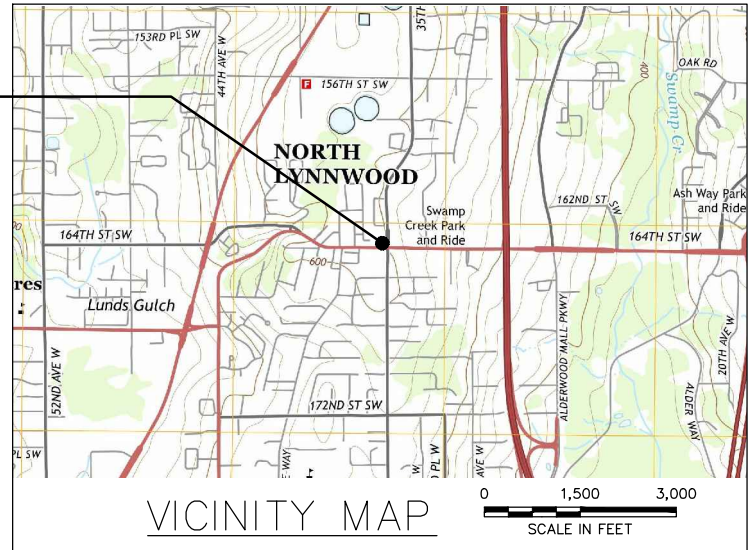 153RD PL SW
44TH AVE W
35TH
OAK RD
400
F
156TH ST SW
Swamp Cr
NORTH
LYNNWOOD
Ash Way Park
and Ride
162ND ST SW
Swamp
Creek Park
and Ride
164TH ST SW
164TH ST SW
600
res
Lunds Gulch
52ND AVE W
ALDERWOOD MALL PKWY
20TH AVE W
ALDER WAY
172ND ST SW
PL SW
E WAY
W
D PL W
AVE W
VICINITY MAP
0 1,500 3,000
SCALE IN FEET